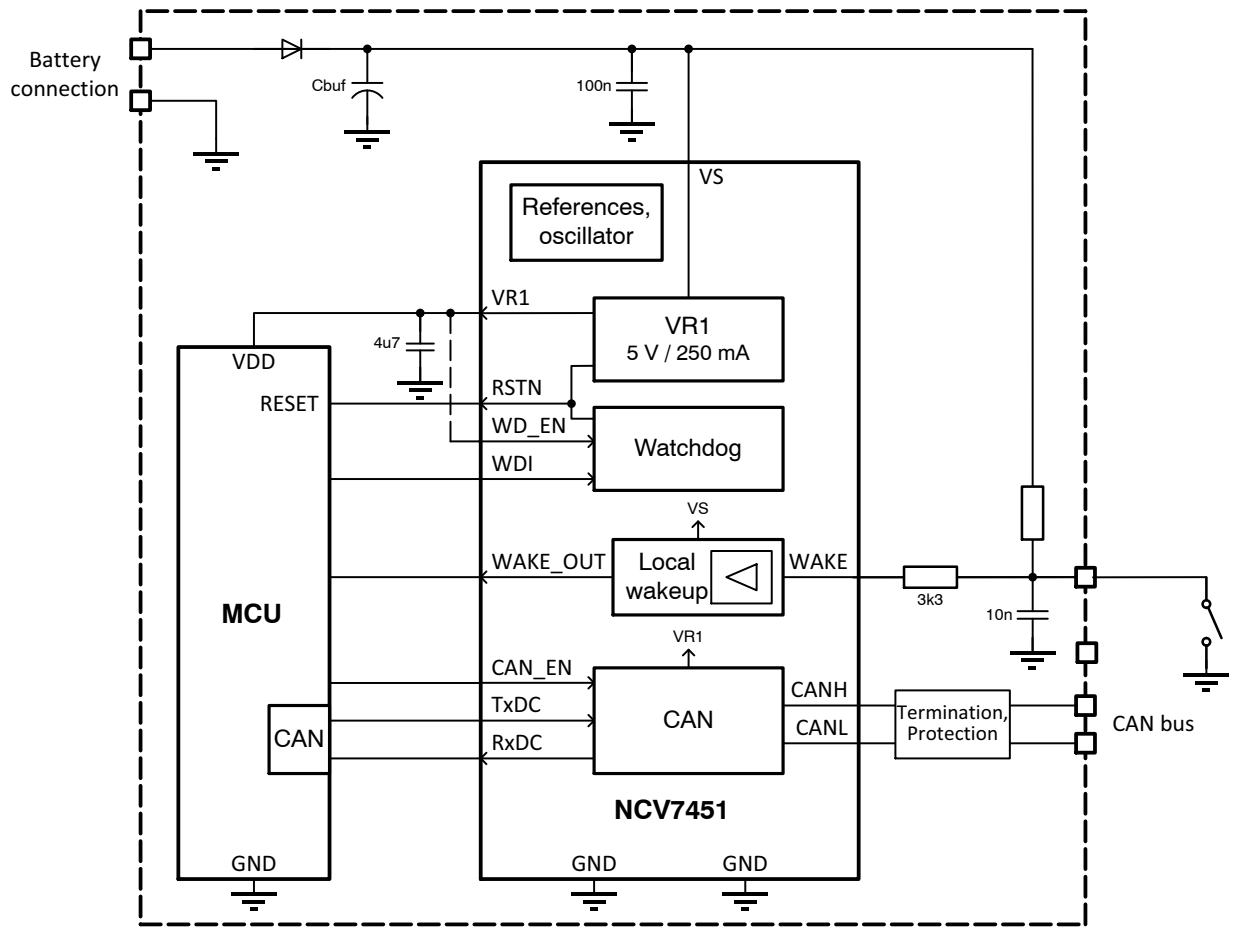 Battery
connection
Cbuf
100n
VS
References,
oscillator
VR1
VR1
5 V / 250 mA
4u7
VDD
RESET
RSTN
WD_EN
WDI
Watchdog
VS
WAKE_OUT
Local
wakeup
WAKE
3k3
10n
MCU
VR1
CAN_EN
TxDC
RxDC
CAN
CAN
CANH
CANL
Termination,
Protection
CAN bus
NCV7451
GND
GND
GND